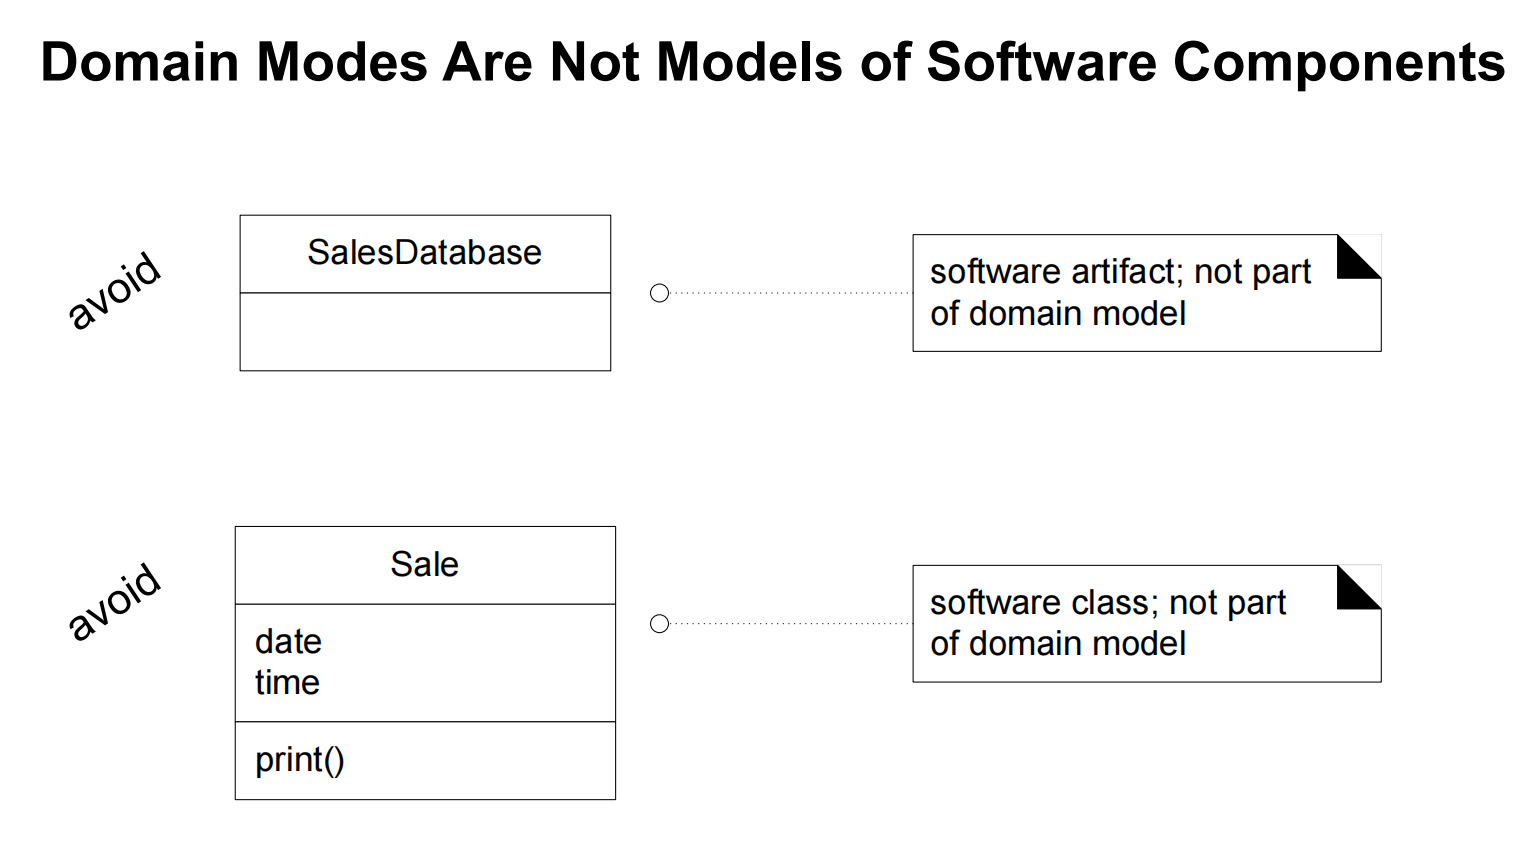 Domain Modes Are Not Models of Software Components
avoid
SalesDatabase
software artifact; not part
of domain model
avoid
Sale
date
time
print()
software class; not part
of domain model